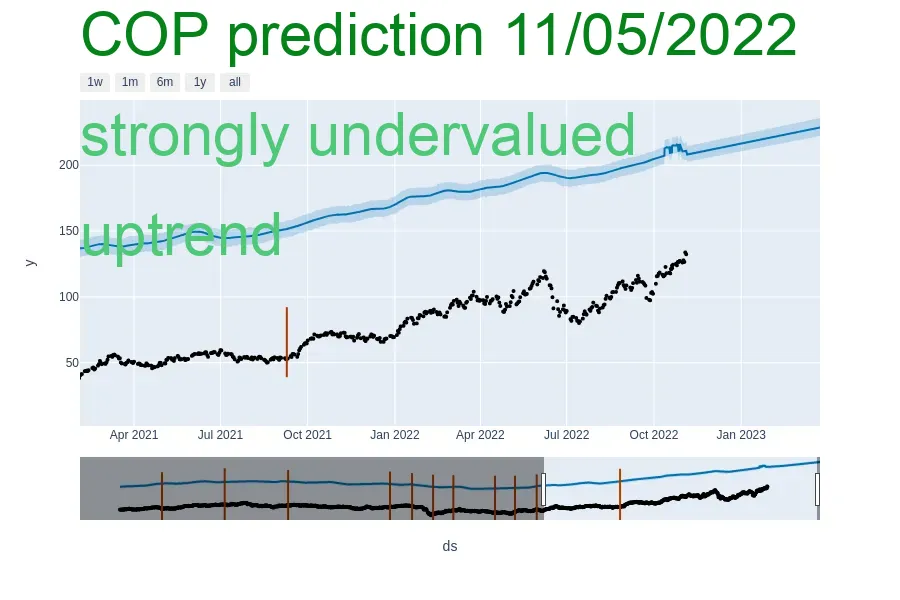 COP prediction 11/05/2022
1w 1m 6m 1y all
strongly undervalued
uptrend
200
150
100
50
y
Apr 2021 Jul 2021 Oct 2021 Jan 2022 Apr 2022 Jul 2022 Oct 2022 Jan 2023
ds